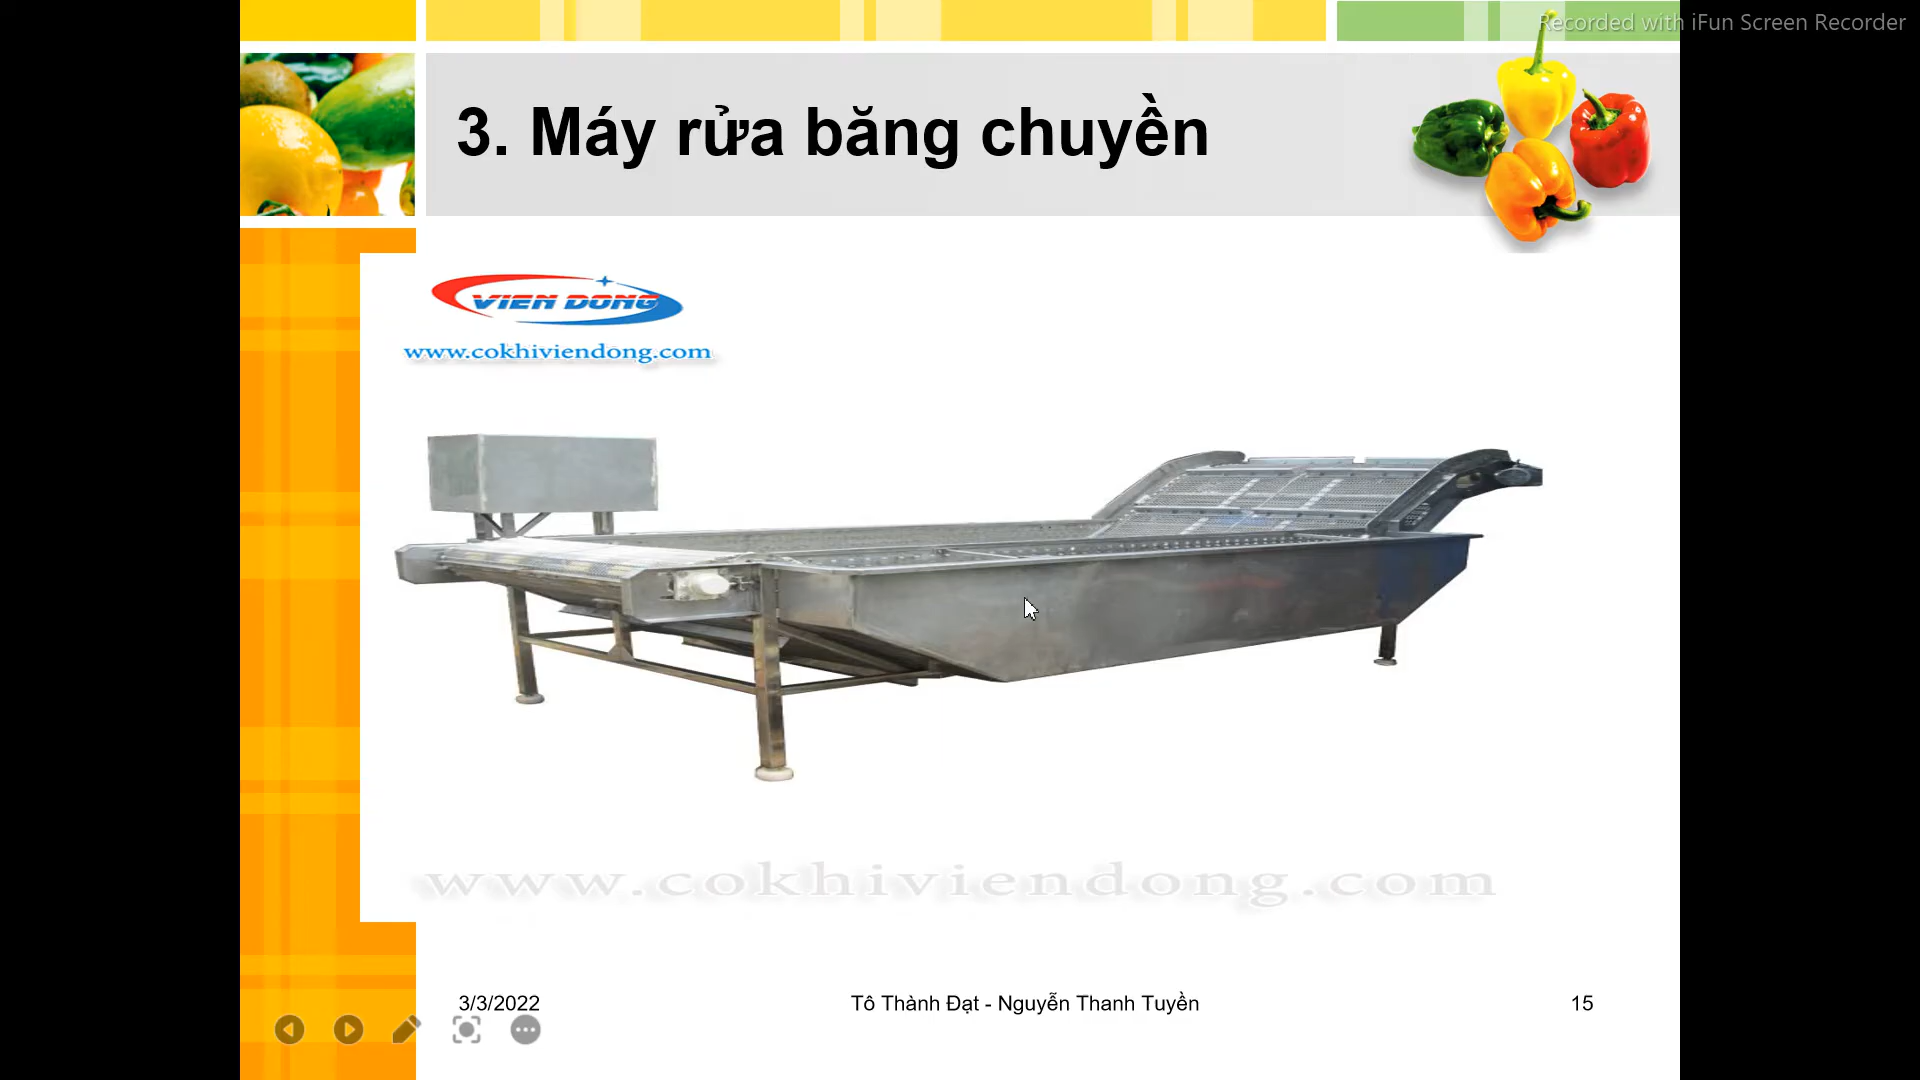 Recorded with iFun Screen Recorder
3. Máy rửa băng chuyền
VIEN DONG
www.cokhiviendong.com
www.cokhiviendong.com
3/3/2022
Tô Thành Đạt - Nguyễn Thanh Tuyền
15